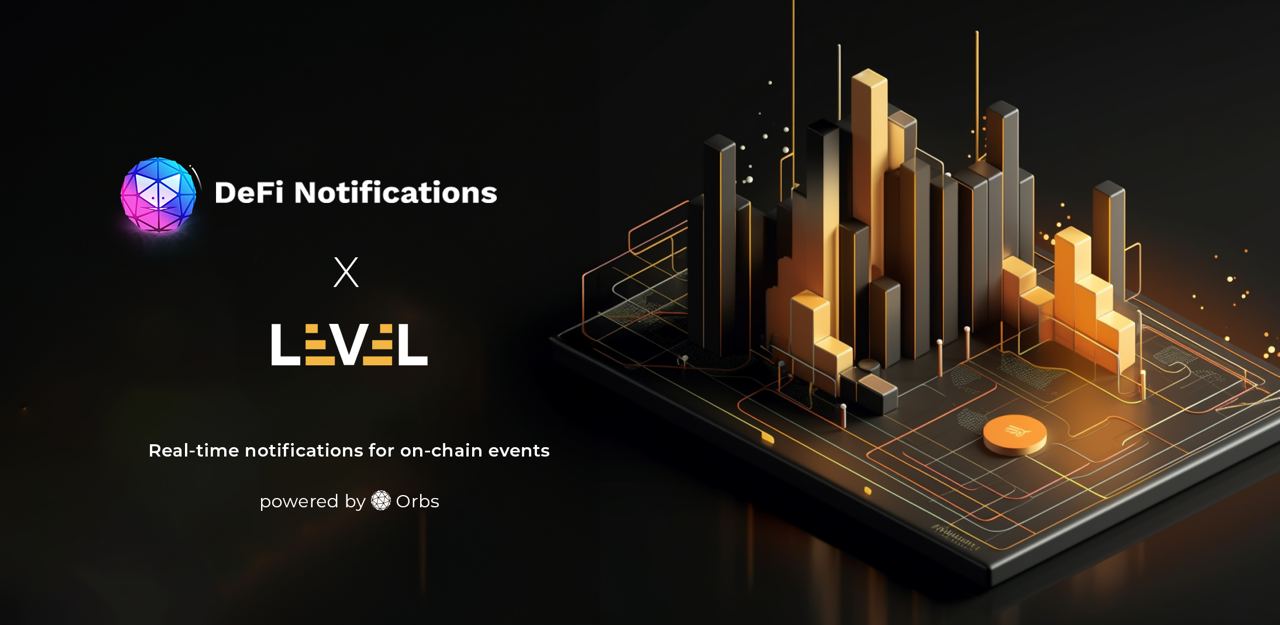 DeFi Notifications
X
LEVEL
Real-time notifications for on-chain events
powered by Orbs